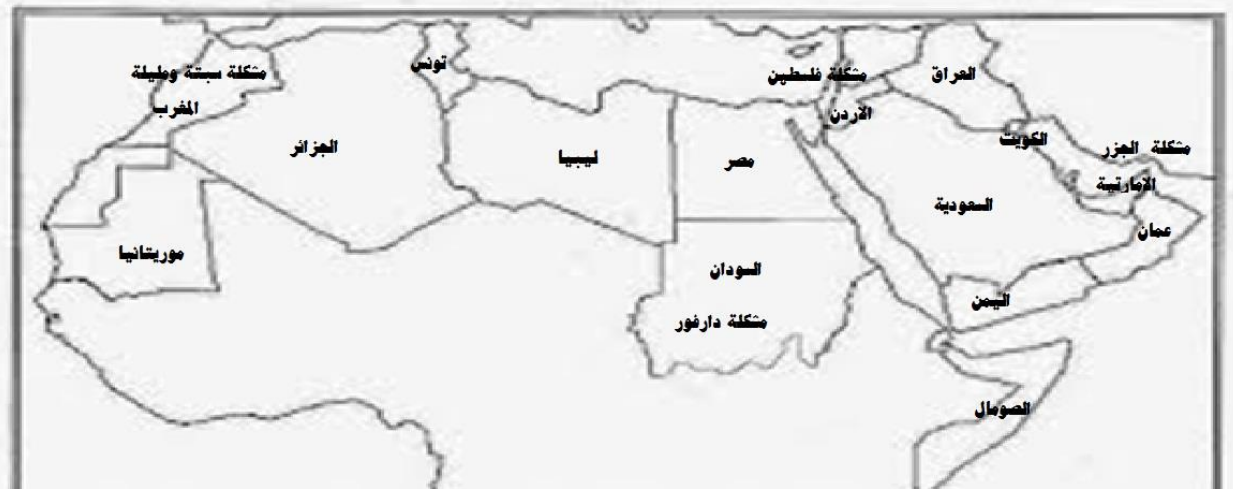 مشكلة سبتة ومليلة
المغرب
الجزائر
تونس
ليبيا
مصر
مشكلة فلسطين
الأردن
العراق
الكويت
مشكلة الجزر
الإماراتية
السعودية
عمان
اليمن
موريتانيا
السودان
مشكلة دارفور
الصومال